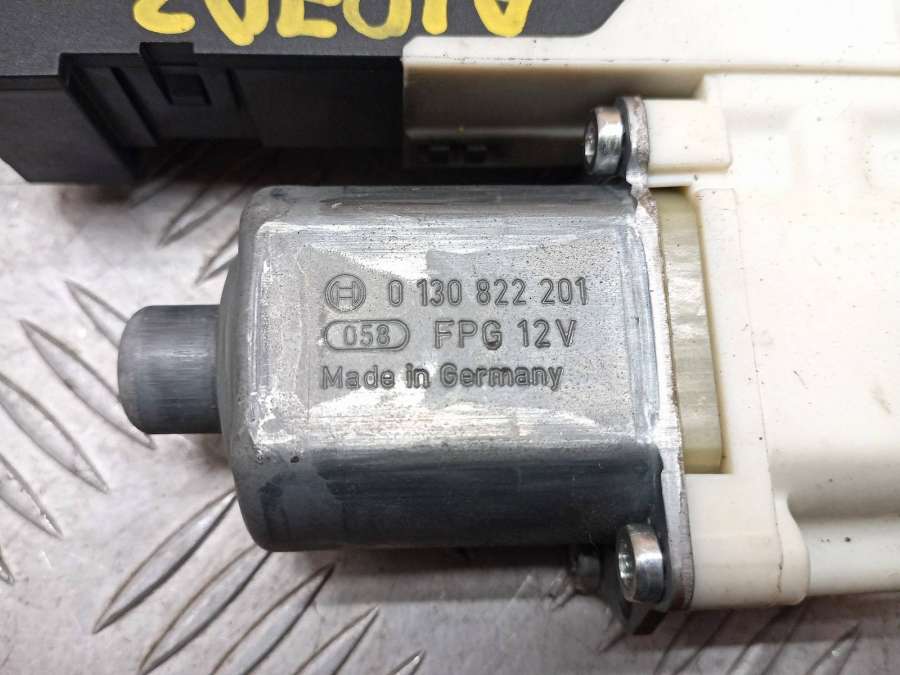 0 130 822 201
058 FPG 12V
Made in Germany